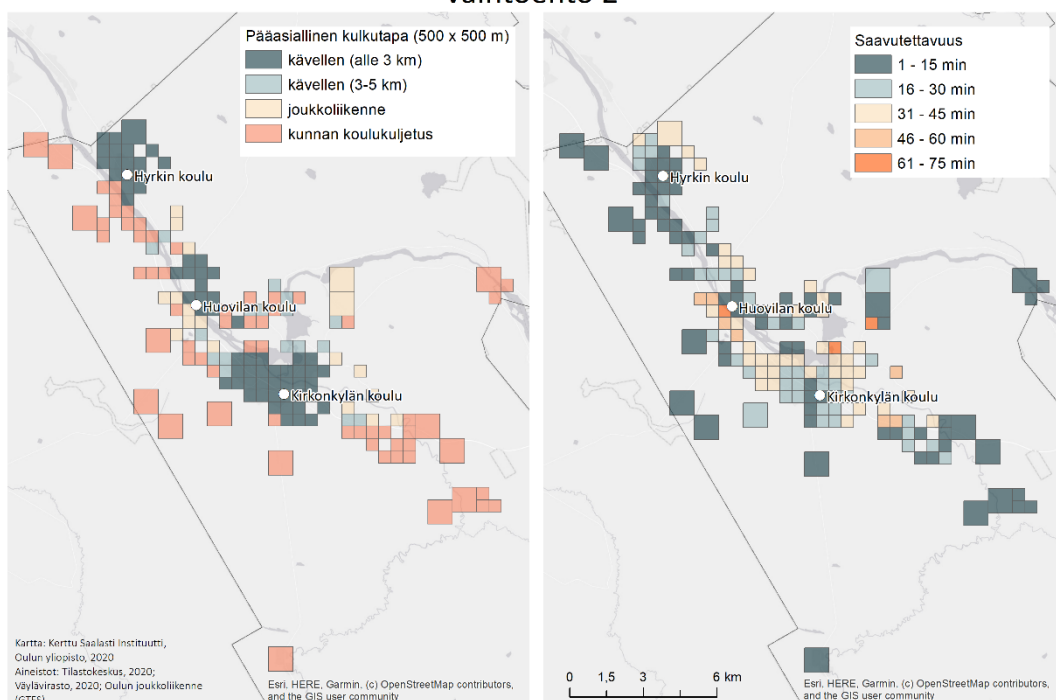 Vaihtoehto 2
Pääasiallinen kulkutapa (500 x 500 m)
kävellen (alle 3 km)
kävellen (3-5 km)
joukkoliikenne
kunnan koulukuljetus
Hyrkin koulu
Huovilan koulu
Kirkonkylän koulu
Kartta: Kerttu Saalasti Instituutti,
Oulun yliopisto, 2020
Aineistot: Tilastokeskus, 2020;
Väylävirasto, 2020; Oulun joukkoliikenne
(GTFS)
Esri, HERE, Garmin, (c) OpenStreetMap contributors,
and the GIS user community
Saavutettavuus
1 - 15 min
16 - 30 min
31 - 45 min
46 - 60 min
61 - 75 min
Hyrkin koulu
Huovilan koulu
Kirkonkylän koulu
0 1,5 3 6 km
Esri, HERE, Garmin, (c) OpenStreetMap contributors,
and the GIS user community